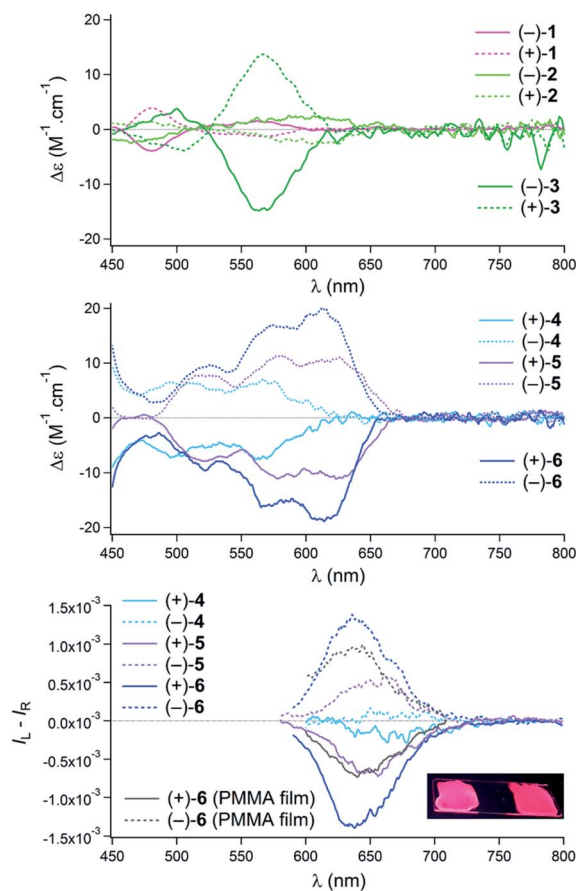 20
10
0
-10
-20
Δε (M⁻¹.cm⁻¹)
(–)-1
(+)-1
(–)-2
(+)-2
(–)-3
(+)-3
450 500 550 600 650 700 750 800
λ (nm)
20
10
0
-10
-20
Δε (M⁻¹.cm⁻¹)
(+)-4
(–)-4
(+)-5
(–)-5
(+)-6
(–)-6
450 500 550 600 650 700 750 800
λ (nm)
1.5x10⁻³
1.0x10⁻³
0.5x10⁻³
0.0x10⁻³
-0.5x10⁻³
-1.0x10⁻³
-1.5x10⁻³
I_L - I_R
(+)-4
(–)-4
(+)-5
(–)-5
(+)-6
(–)-6
(+)-6 (PMMA film)
(–)-6 (PMMA film)
450 500 550 600 650 700 750 800
λ (nm)